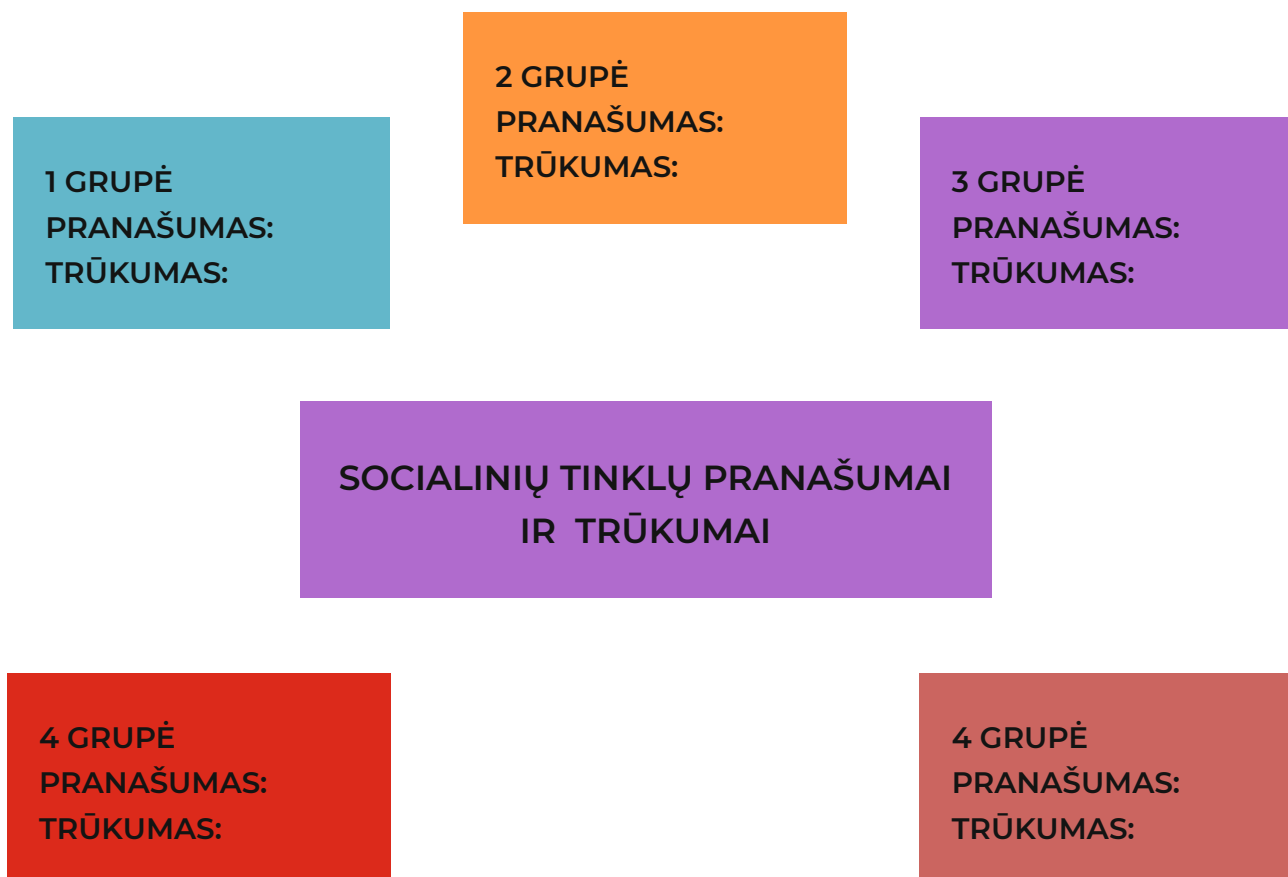 2 GRUPĖ
PRANAŠUMAS:
TRŪKUMAS:
1 GRUPĖ
PRANAŠUMAS:
TRŪKUMAS:
3 GRUPĖ
PRANAŠUMAS:
TRŪKUMAS:
SOCIALINIŲ TINKLŲ PRANAŠUMAI
IR TRŪKUMAI
4 GRUPĖ
PRANAŠUMAS:
TRŪKUMAS:
4 GRUPĖ
PRANAŠUMAS:
TRŪKUMAS: